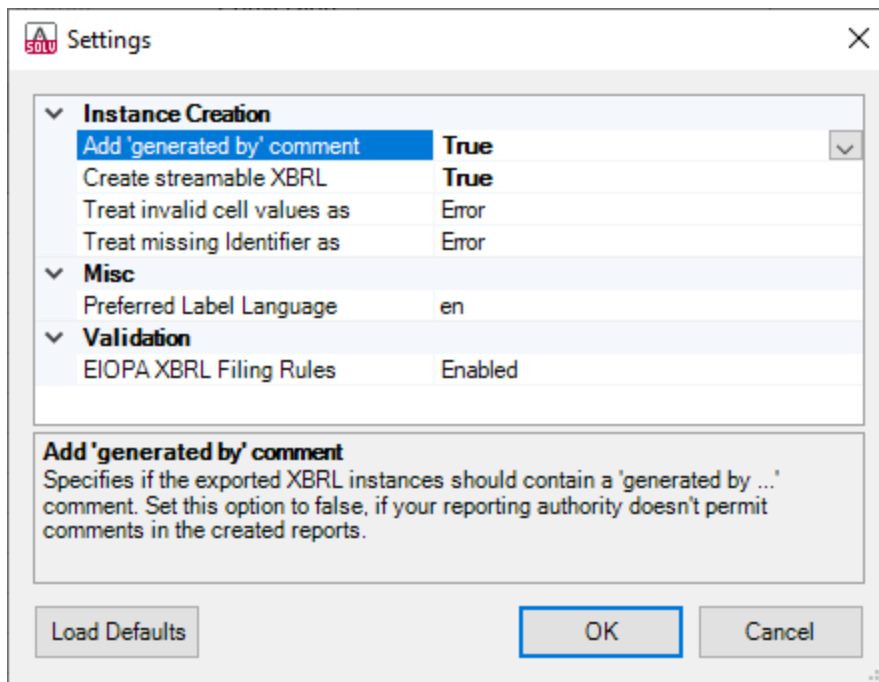 SOLV
Settings
Instance Creation
Add 'generated by' comment True
Create streamable XBRL True
Treat invalid cell values as Error
Treat missing Identifier as Error
Misc
Preferred Label Language en
Validation
EIOPA XBRL Filing Rules Enabled
Add 'generated by' comment
Specifies if the exported XBRL instances should contain a 'generated by ...'
comment. Set this option to false, if your reporting authority doesn't permit
comments in the created reports.
Load Defaults OK Cancel